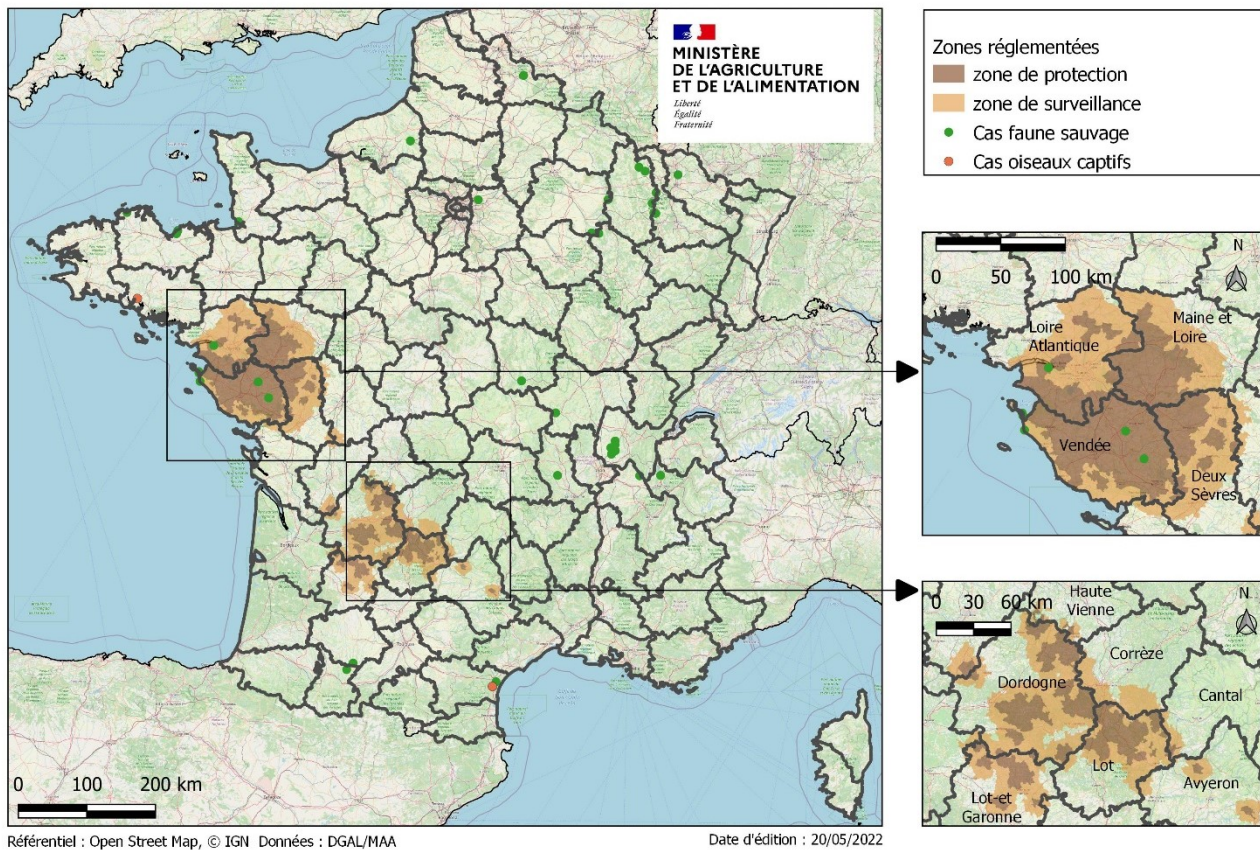 MINISTÈRE
DE L'AGRICULTURE
ET DE L'ALIMENTATION
Liberté
Égalité
Fraternité
0 100 200 km
Référentiel : Open Street Map, © IGN Données : DGAL/MAA
Date d'édition : 20/05/2022
Zones réglementées
zone de protection
zone de surveillance
Cas faune sauvage
Cas oiseaux captifs
0 50 100 km
N
Loire
Atlantique
Maine et
Loire
Vendée
Deux
Sèvres
0 30 60 km
N
Haute
Vienne
Corrèze
Dordogne
Cantal
Lot
Aveyron
Lot-et
Garonne